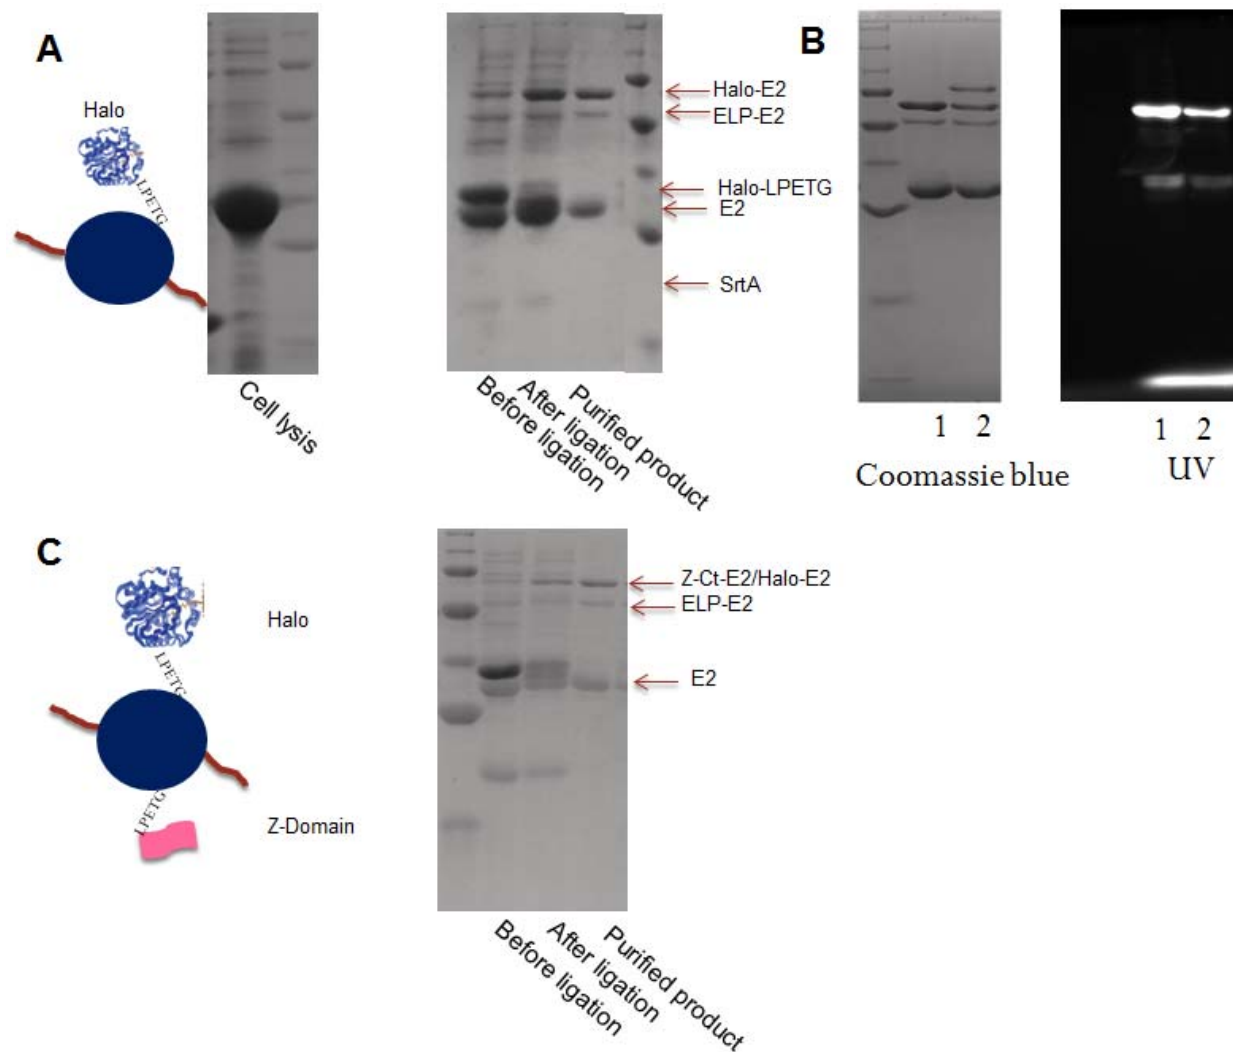 A
Halo
LPETG
Cell lysis
Before ligation
After ligation
Purified product
Halo-E2
ELP-E2
Halo-LPETG
E2
SrtA
B
1 2
Coomassie blue
1 2
UV
C
Halo
LPETG
LPETG
Z-Domain
Before ligation
After ligation
Purified product
Z-Ct-E2/Halo-E2
ELP-E2
E2